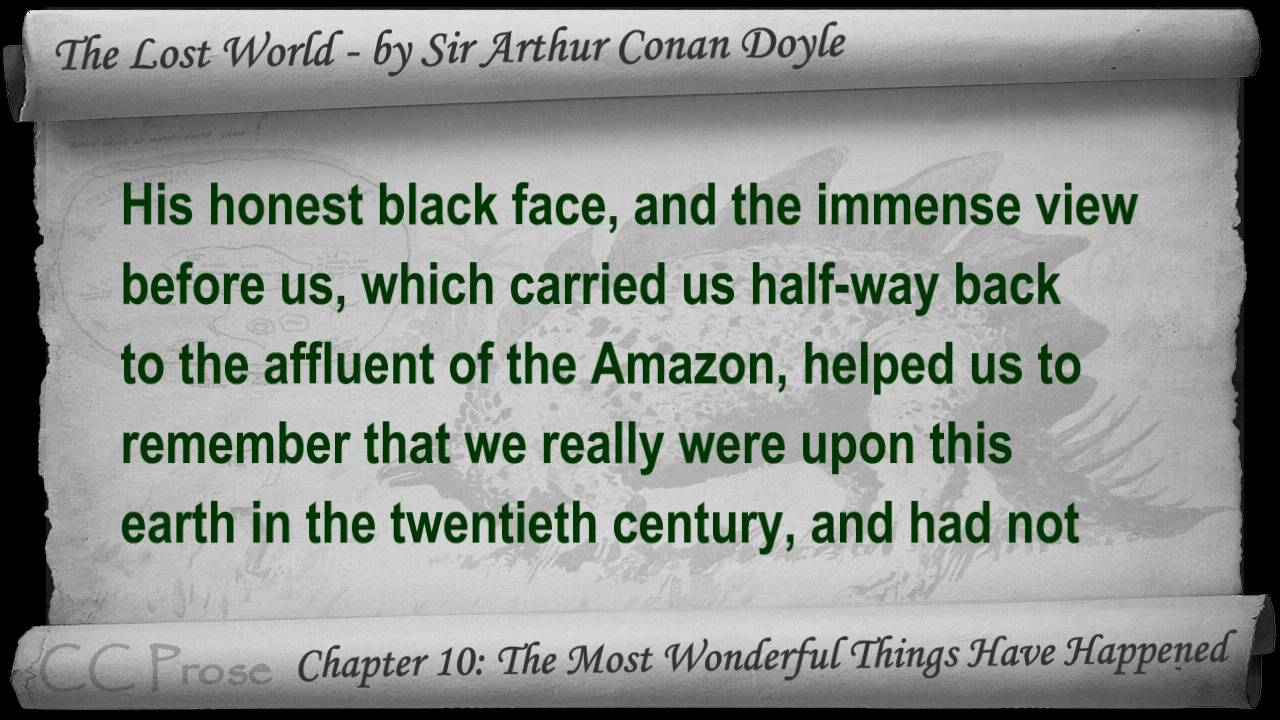 The Lost World - by Sir Arthur Conan Doyle
His honest black face, and the immense view
before us, which carried us half-way back
to the affluent of the Amazon, helped us to
remember that we really were upon this
earth in the twentieth century, and had not
CC Prose
Chapter 10: The Most Wonderful Things Have Happened